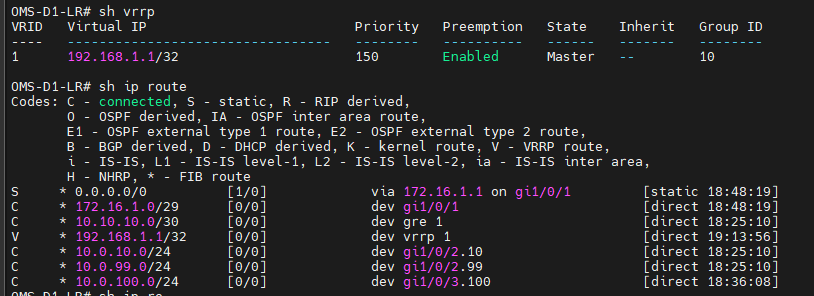 OMS-D1-LR# sh vrrp
VRID   Virtual IP                          Priority   Preemption   State    Inherit   Group ID
----   ---------------------------------   --------   ----------   ------   -------   --------
1      192.168.1.1/32                      150        Enabled      Master   --        10
OMS-D1-LR# sh ip route
Codes: C - connected, S - static, R - RIP derived,
       O - OSPF derived, IA - OSPF inter area route,
       E1 - OSPF external type 1 route, E2 - OSPF external type 2 route,
       B - BGP derived, D - DHCP derived, K - kernel route, V - VRRP route,
       i - IS-IS, L1 - IS-IS level-1, L2 - IS-IS level-2, ia - IS-IS inter area,
       H - NHRP, * - FIB route
S     * 0.0.0.0/0          [1/0]             via 172.16.1.1 on gi1/0/1         [static 18:48:19]
C     * 172.16.1.0/29      [0/0]             dev gi1/0/1                       [direct 18:48:19]
C     * 10.10.10.0/30      [0/0]             dev gre 1                         [direct 18:25:10]
V     * 192.168.1.1/32     [0/0]             dev vrrp 1                        [direct 19:13:56]
C     * 10.0.10.0/24       [0/0]             dev gi1/0/2.10                    [direct 18:25:10]
C     * 10.0.99.0/24       [0/0]             dev gi1/0/2.99                    [direct 18:25:10]
C     * 10.0.100.0/24      [0/0]             dev gi1/0/3.100                   [direct 18:36:08]
OMS-D1-LR# sh ip re